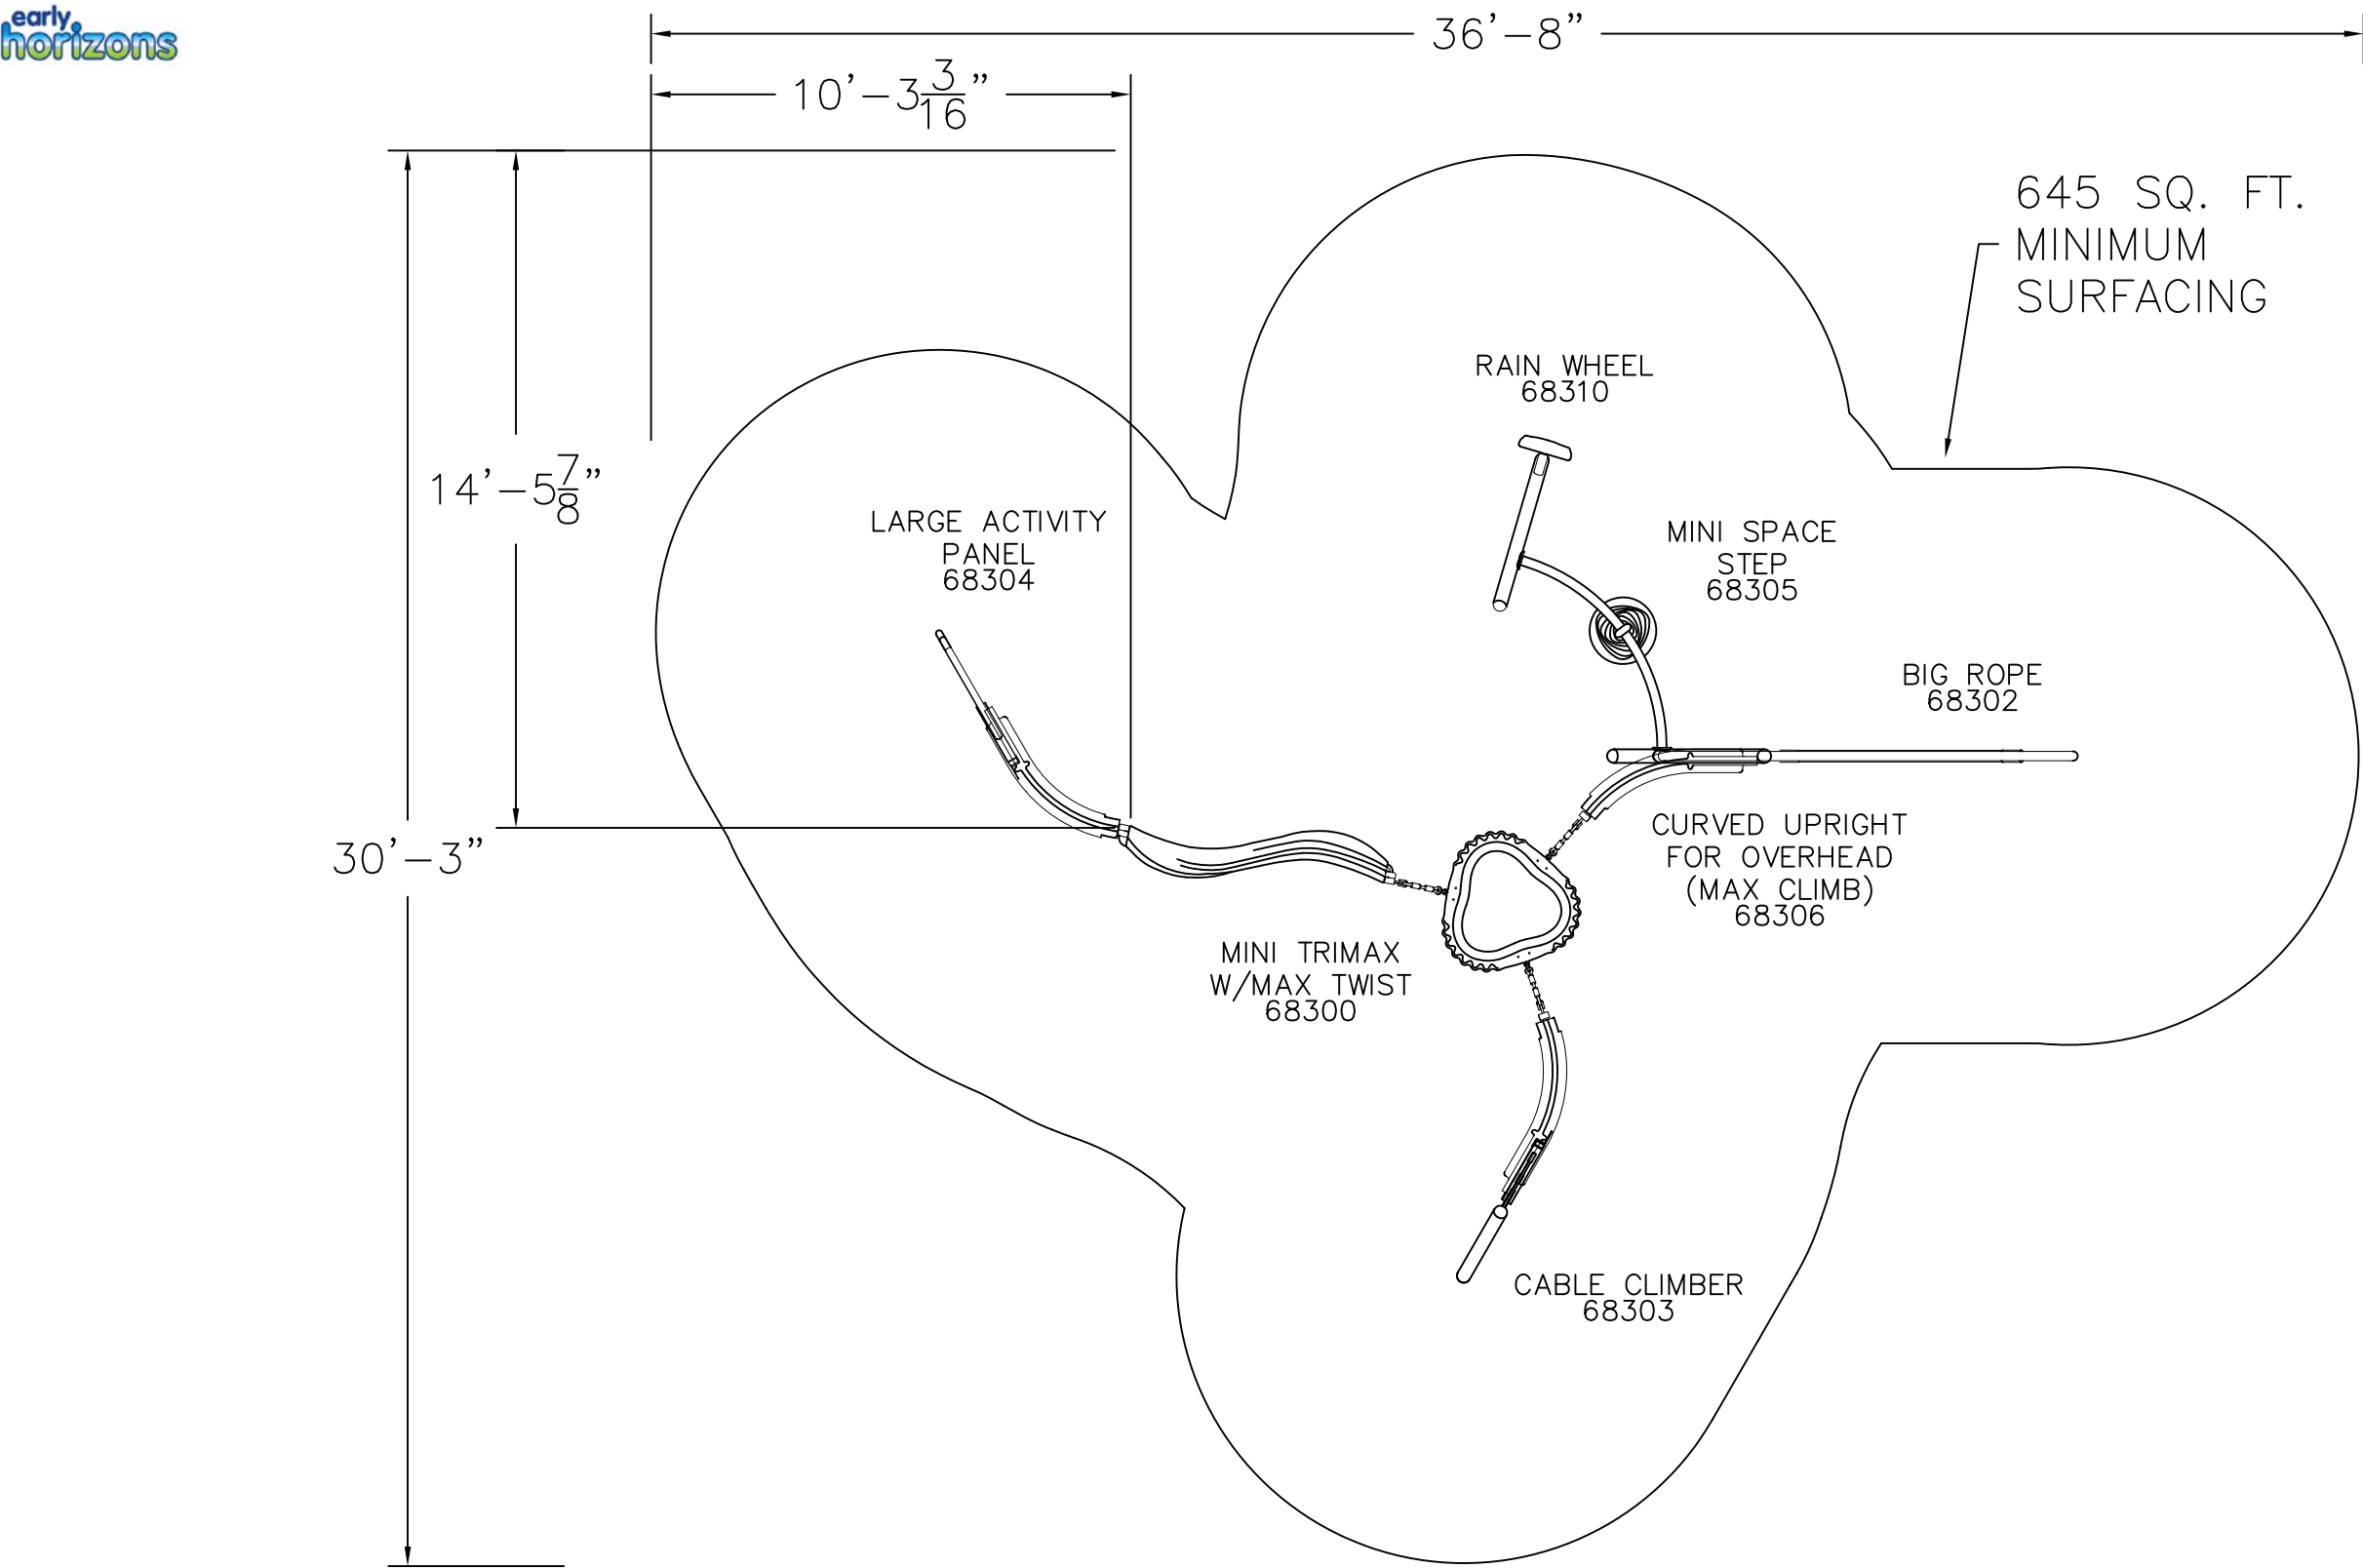 early
horizons
36'-8"
10'-3 3/16"
645 SQ. FT.
MINIMUM
SURFACING
RAIN WHEEL
68310
14'-5 7/8"
LARGE ACTIVITY
PANEL
68304
MINI SPACE
STEP
68305
BIG ROPE
68302
30'-3"
CURVED UPRIGHT
FOR OVERHEAD
(MAX CLIMB)
68306
MINI TRIMAX
W/MAX TWIST
68300
CABLE CLIMBER
68303